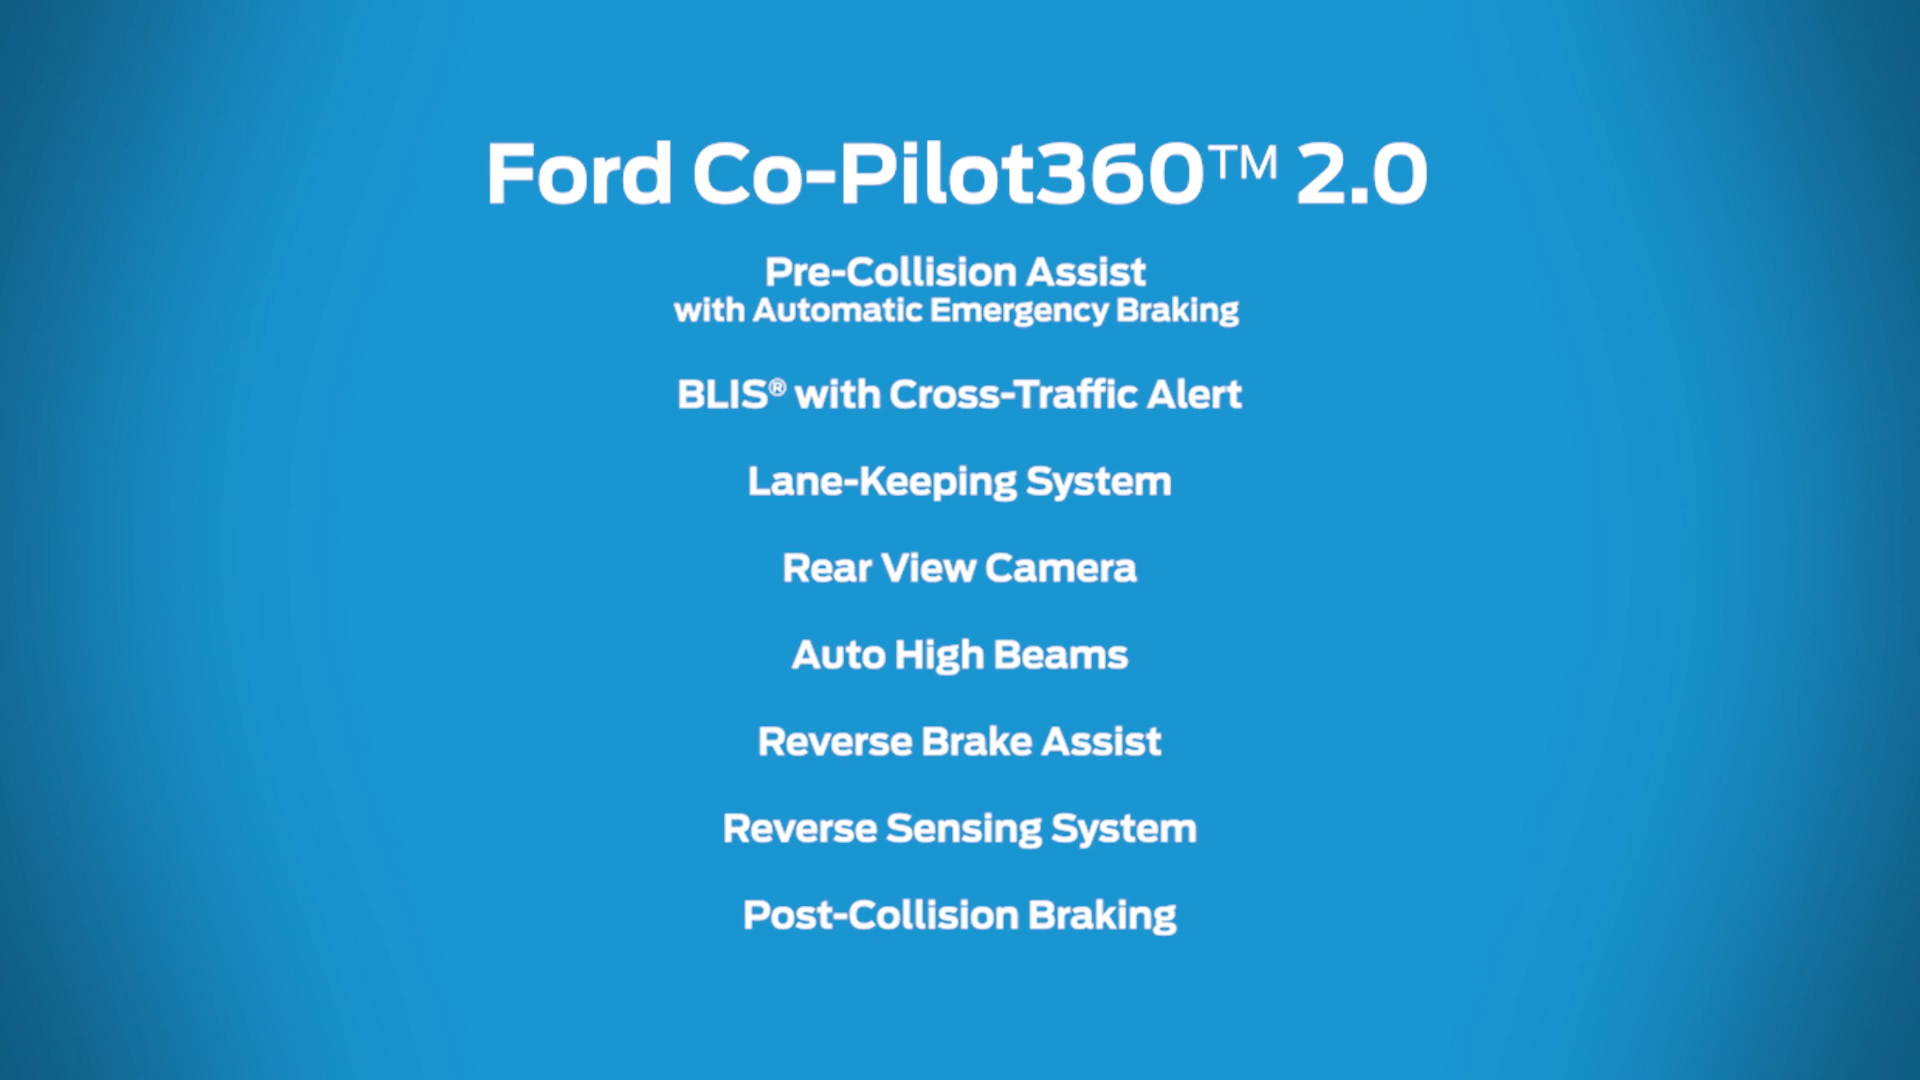 Ford Co-Pilot360™ 2.0
Pre-Collision Assist
with Automatic Emergency Braking
BLIS® with Cross-Traffic Alert
Lane-Keeping System
Rear View Camera
Auto High Beams
Reverse Brake Assist
Reverse Sensing System
Post-Collision Braking